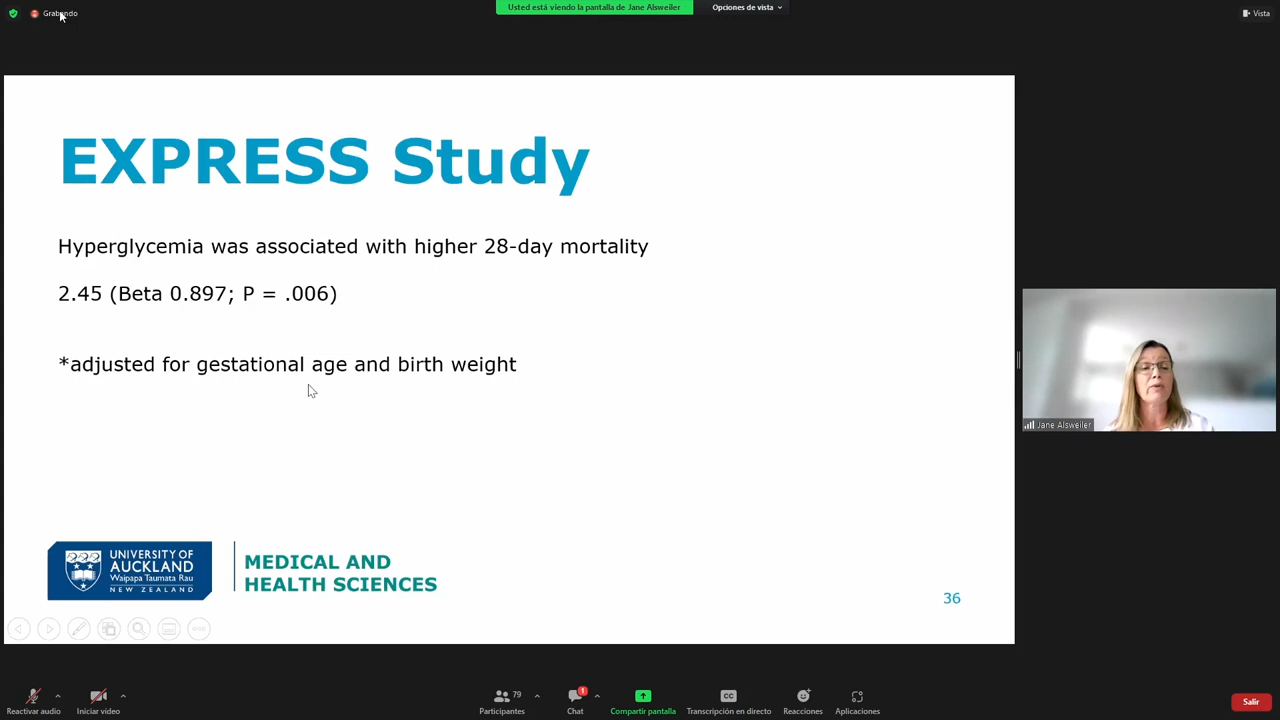 Grabando
Usted está viendo la pantalla de Jane Alsweiler
Opciones de vista
Vista
EXPRESS Study
Hyperglycemia was associated with higher 28-day mortality
2.45 (Beta 0.897; P = .006)
*adjusted for gestational age and birth weight
Jane Alsweiler
UNIVERSITY OF
AUCKLAND
Waipapa Taumata Rau
NEW ZEALAND
MEDICAL AND
HEALTH SCIENCES
36
Reactivar audio
Iniciar video
79
Participantes
1
Chat
Compartir pantalla
CC
Transcripción en directo
Reacciones
Aplicaciones
Salir